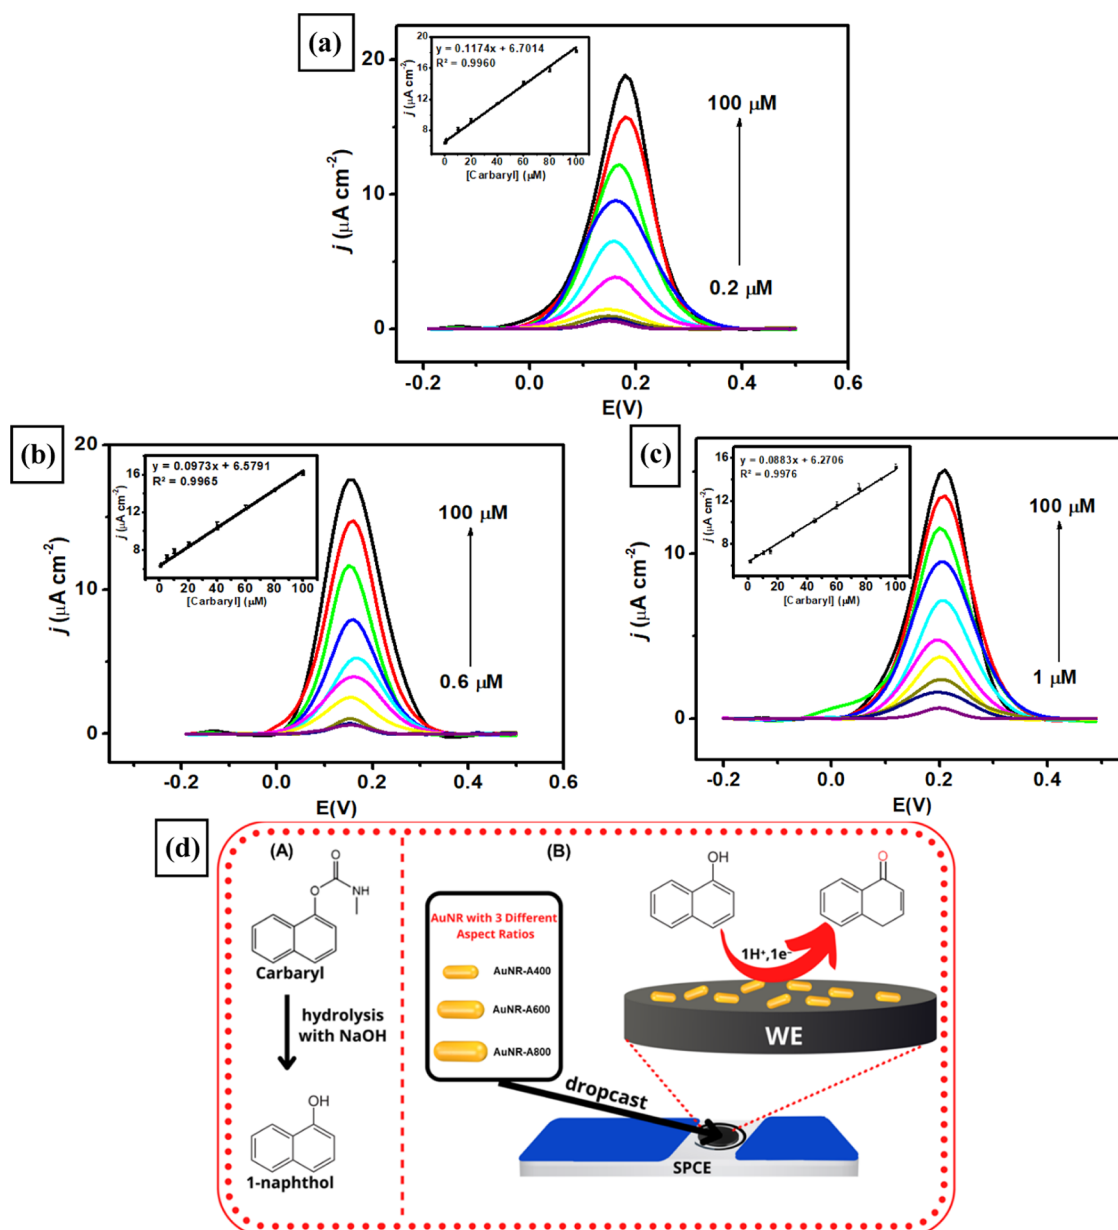 (a)
y = 0.1174x + 6.7014
R² = 0.9960
20
16
12
8
j (µA cm⁻²)
0 20 40 60 80 100
[Carbaryl] (µM)
100 µM
0.2 µM
20
10
0
j (µA cm⁻²)
-0.2 0.0 0.2 0.4 0.6
E(V)
(b)
y = 0.0973x + 6.5791
R² = 0.9965
16
12
8
j (µA cm⁻²)
0 20 40 60 80 100
[Carbaryl] (µM)
100 µM
0.6 µM
20
10
0
j (µA cm⁻²)
-0.2 0.0 0.2 0.4 0.6
E(V)
(c)
y = 0.0883x + 6.2706
R² = 0.9976
16
12
8
j (µA cm⁻²)
0 20 40 60 80 100
[Carbaryl] (µM)
100 µM
1 µM
10
0
j (µA cm⁻²)
-0.2 0.0 0.2 0.4
E(V)
(d)
(A)
O
O
NH
Carbaryl
hydrolysis
with NaOH
OH
1-naphthol
(B)
AuNR with 3 Different
Aspect Ratios
AuNR-A400
AuNR-A600
AuNR-A800
OH
O
1H⁺,1e⁻
WE
dropcast
SPCE